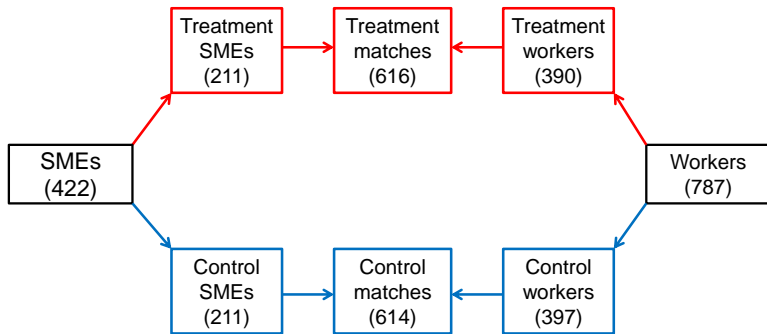 Treatment
SMEs
(211)
Treatment
matches
(616)
Treatment
workers
(390)
SMEs
(422)
Workers
(787)
Control
SMEs
(211)
Control
matches
(614)
Control
workers
(397)